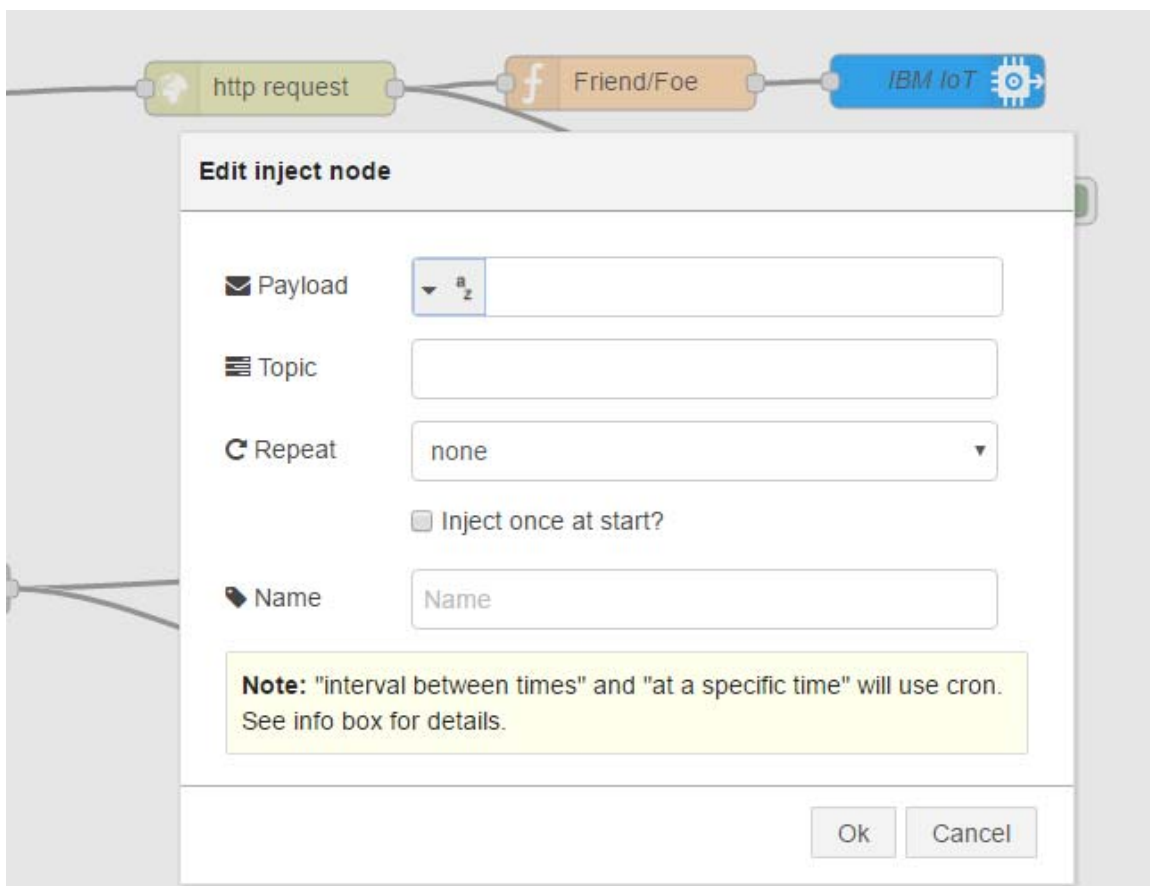 http request
Friend/Foe
IBM IoT
Edit inject node
Payload
a
z
Topic
Repeat
none
Inject once at start?
Name
Name
Note: "interval between times" and "at a specific time" will use cron.
See info box for details.
Ok
Cancel